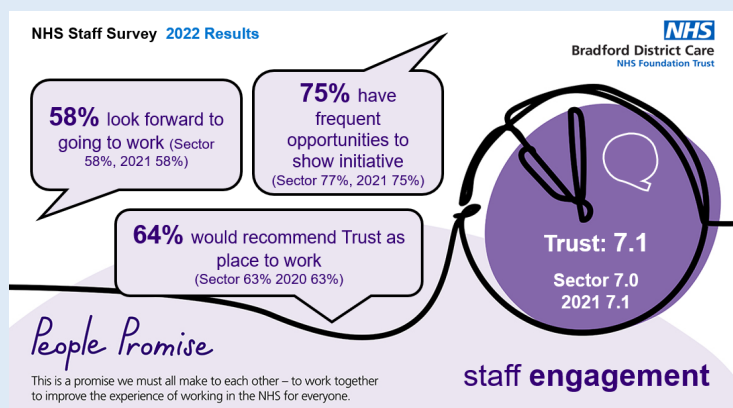 NHS Staff Survey 2022 Results
NHS
Bradford District Care
NHS Foundation Trust
58% look forward to
going to work (Sector
58%, 2021 58%)
75% have
frequent
opportunities to
show initiative
(Sector 77%, 2021 75%)
64% would recommend Trust as
place to work
(Sector 63% 2020 63%)
Trust: 7.1
Sector 7.0
2021 7.1
People Promise
This is a promise we must all make to each other – to work together
to improve the experience of working in the NHS for everyone.
staff engagement